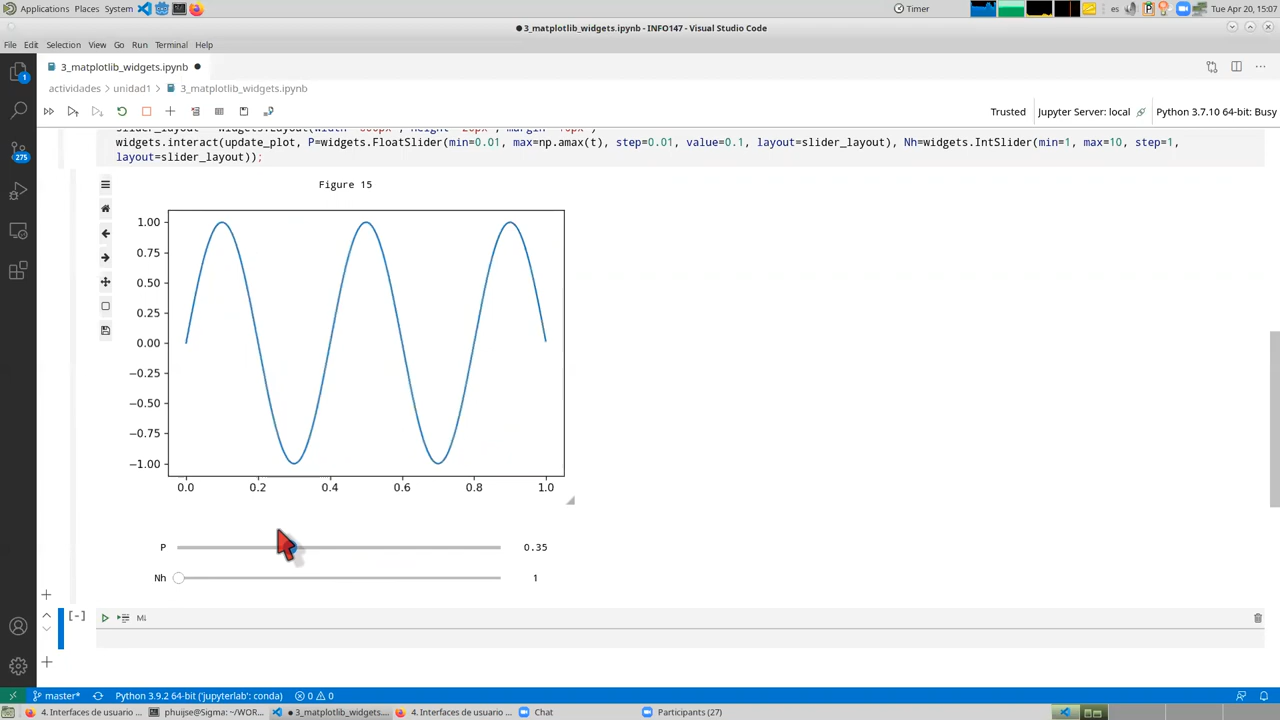 Applications Places System
Timer
es
Tue Apr 20, 15:07
3_matplotlib_widgets.ipynb - INFO147 - Visual Studio Code
File Edit Selection View Go Run Terminal Help
3_matplotlib_widgets.ipynb
actividades > unidad1 > 3_matplotlib_widgets.ipynb
Trusted
Jupyter Server: local
Python 3.7.10 64-bit: Busy
widgets.interact(update_plot, P=widgets.FloatSlider(min=0.01, max=np.amax(t), step=0.01, value=0.1, layout=slider_layout), Nh=widgets.IntSlider(min=1, max=10, step=1,
layout=slider_layout));
Figure 15
1.00
0.75
0.50
0.25
0.00
−0.25
−0.50
−0.75
−1.00
0.0 0.2 0.4 0.6 0.8 1.0
P 0.35
Nh 1
[-]
M↓
1
275
master*
Python 3.9.2 64-bit ('jupyterlab': conda)
0 0
4. Interfaces de usuario ...
phuijse@Sigma: ~/WOR...
3_matplotlib_widgets....
4. Interfaces de usuario ...
Chat
Participants (27)